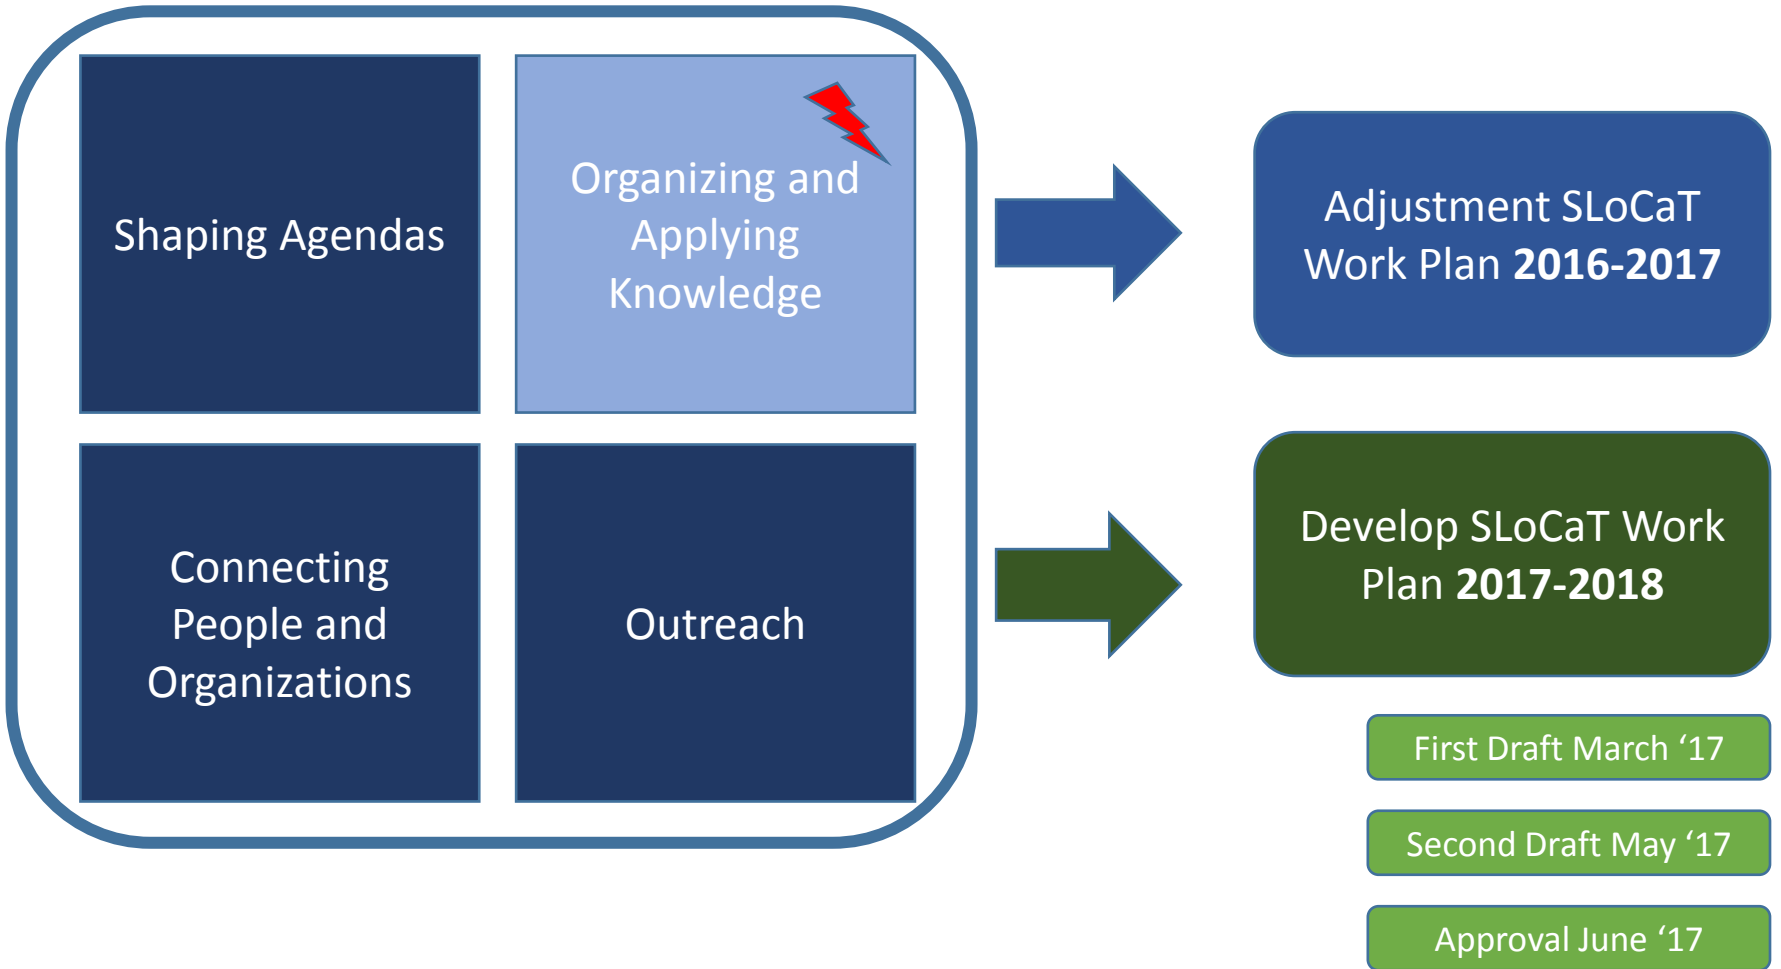 Shaping Agendas
Organizing and
Applying
Knowledge
Connecting
People and
Organizations
Outreach
Adjustment SLoCaT
Work Plan 2016-2017
Develop SLoCaT Work
Plan 2017-2018
First Draft March ‘17
Second Draft May ‘17
Approval June ‘17